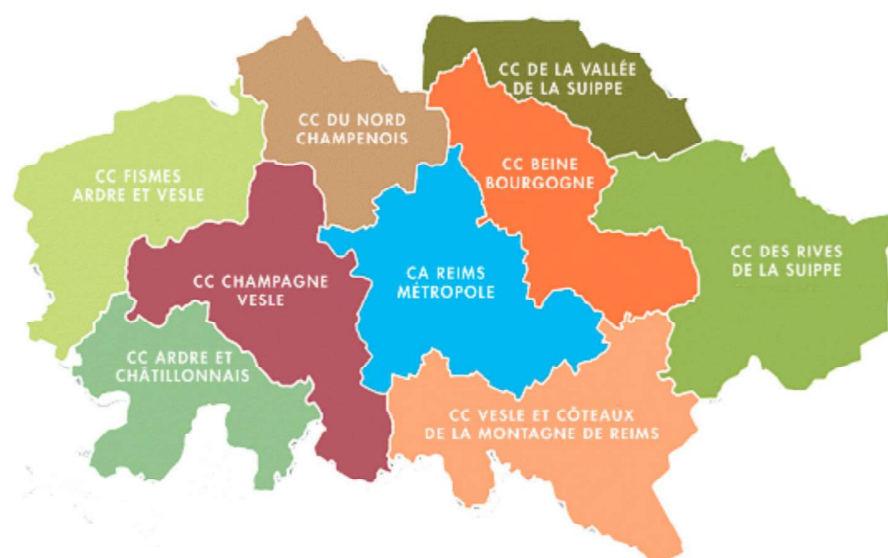 CC DE LA VALLÉE
DE LA SUIPPE
CC DU NORD
CHAMPENOIS
CC BEINE
BOURGOGNE
CC FISMES
ARDRE ET VESLE
CC DES RIVES
DE LA SUIPPE
CC CHAMPAGNE
VESLE
CA REIMS
MÉTROPOLE
CC ARDRE ET
CHÂTILLONNAIS
CC VESLE ET CÔTEAUX
DE LA MONTAGNE DE REIMS